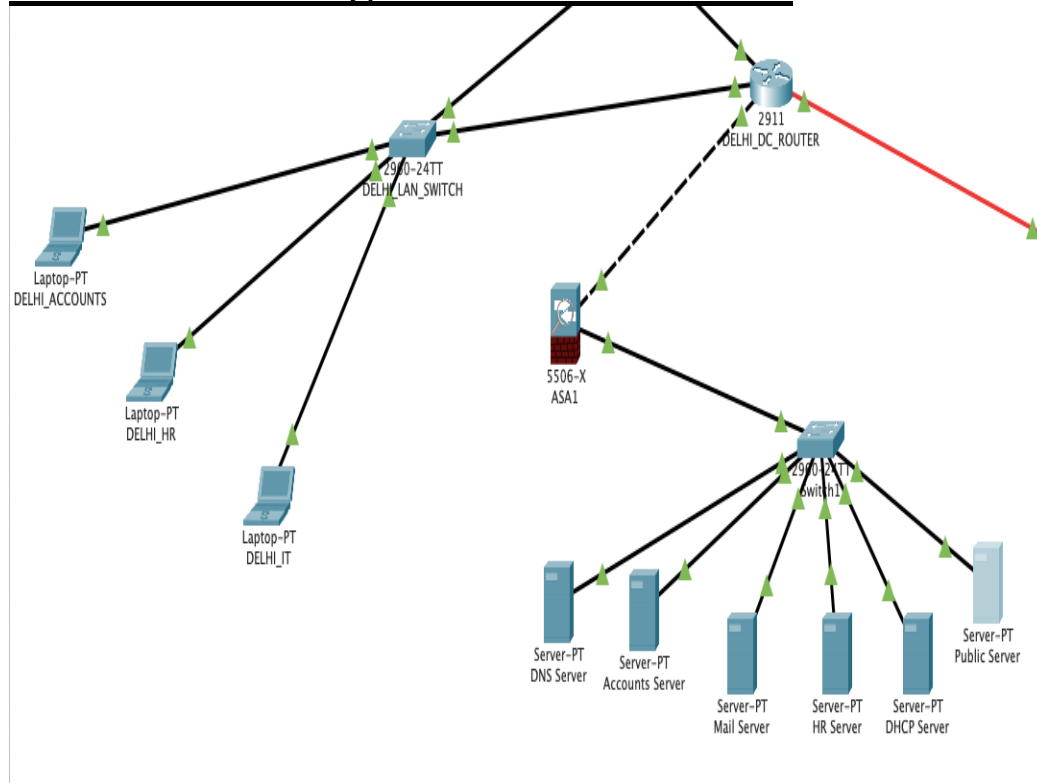 2911
DELHI_DC_ROUTER
2960-24TT
DELHI_LAN_SWITCH
Laptop-PT
DELHI_ACCOUNTS
Laptop-PT
DELHI_HR
5506-X
ASA1
2960-24TT
Switch1
Laptop-PT
DELHI_IT
Server-PT
DNS Server
Server-PT
Accounts Server
Server-PT
Public Server
Server-PT
Mail Server
Server-PT
HR Server
Server-PT
DHCP Server